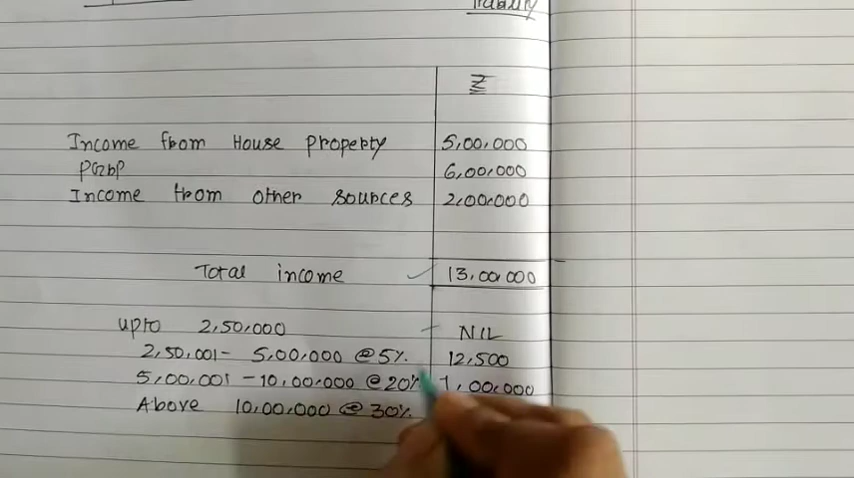 liability
₹
Income from House property 5,00,000
PGBP 6,00,000
Income from other sources 2,00,000
Total income 13,00,000
upto 2,50,000 NIL
2,50,001 - 5,00,000 @ 5% 12,500
5,00,001 - 10,00,000 @ 20% 1,00,000
Above 10,00,000 @ 30%